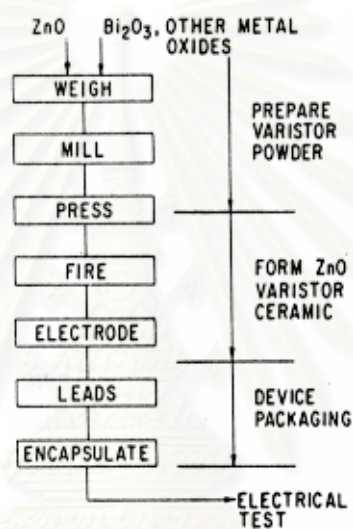 ZnO
Bi₂O₃, OTHER METAL
OXIDES
WEIGH
MILL
PRESS
FIRE
ELECTRODE
LEADS
ENCAPSULATE
PREPARE
VARISTOR
POWDER
FORM ZnO
VARISTOR
CERAMIC
DEVICE
PACKAGING
ELECTRICAL
TEST